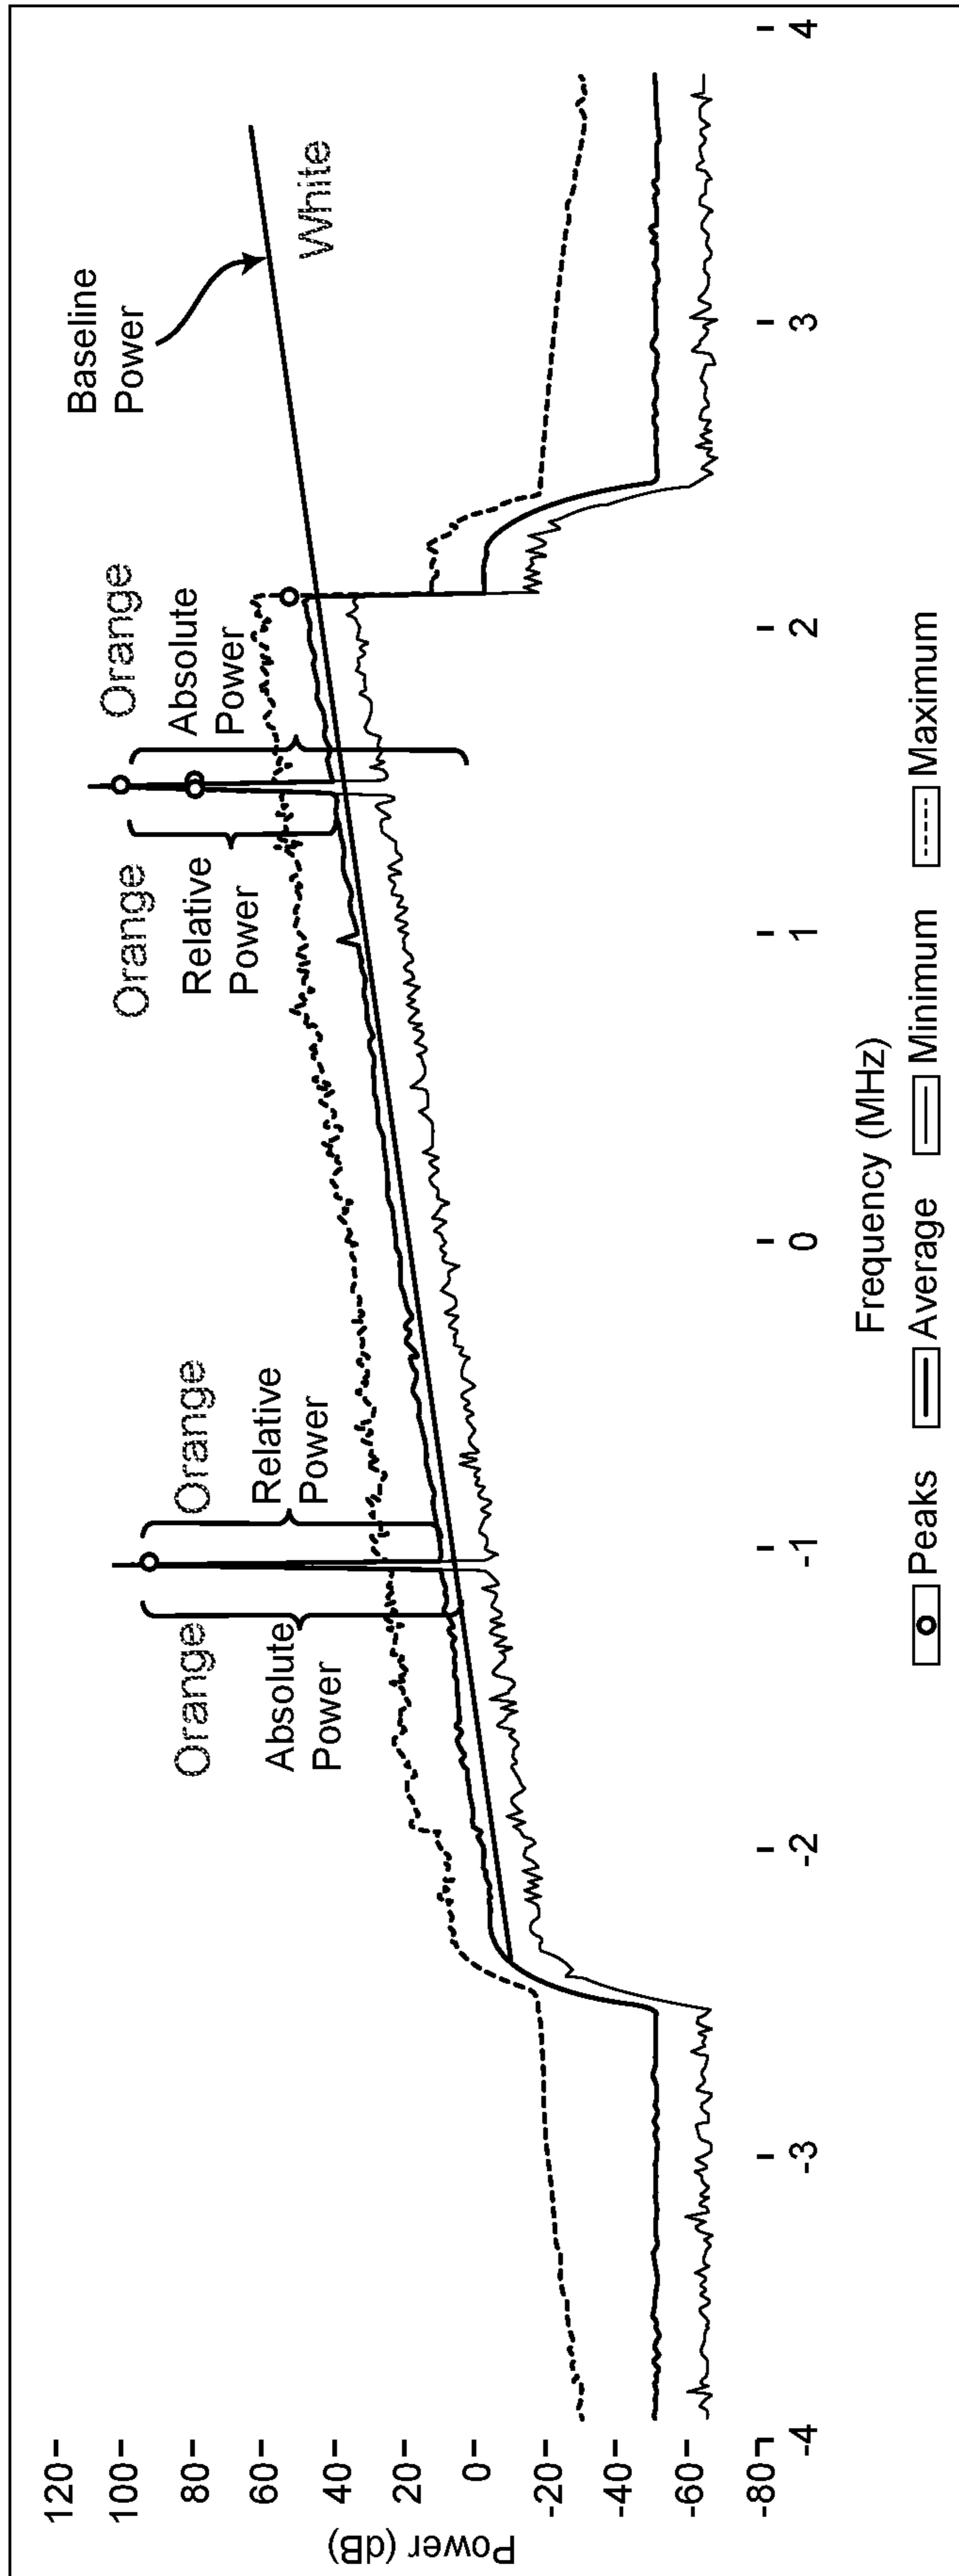 Power (dB)
120
100
80
60
40
20
0
-20
-40
-60
-80
Orange
Absolute
Power
Orange
Relative
Power
Orange
Relative
Power
Orange
Absolute
Power
Baseline
Power
White
-4
-3
-2
-1
0
1
2
3
4
Frequency (MHz)
Peaks
Average
Minimum
Maximum